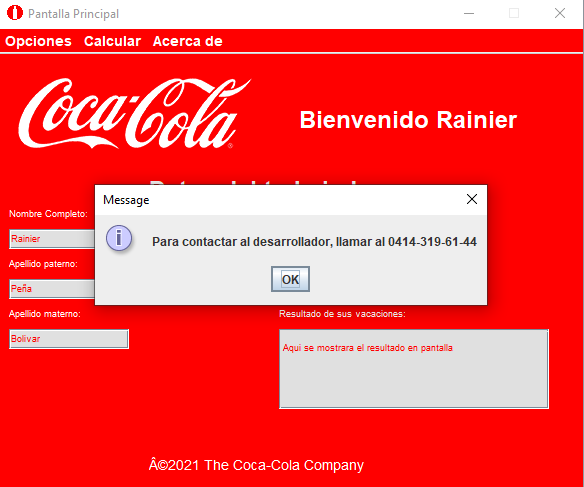 Pantalla Principal
Opciones Calcular Acerca de
Coca-Cola
®
Bienvenido Rainier
Message
Para contactar al desarrollador, llamar al 0414-319-61-44
OK
Nombre Completo:
Rainier
Apellido paterno:
Peña
Apellido materno:
Bolivar
Resultado de sus vacaciones:
Aqui se mostrara el resultado en pantalla
Â©2021 The Coca-Cola Company